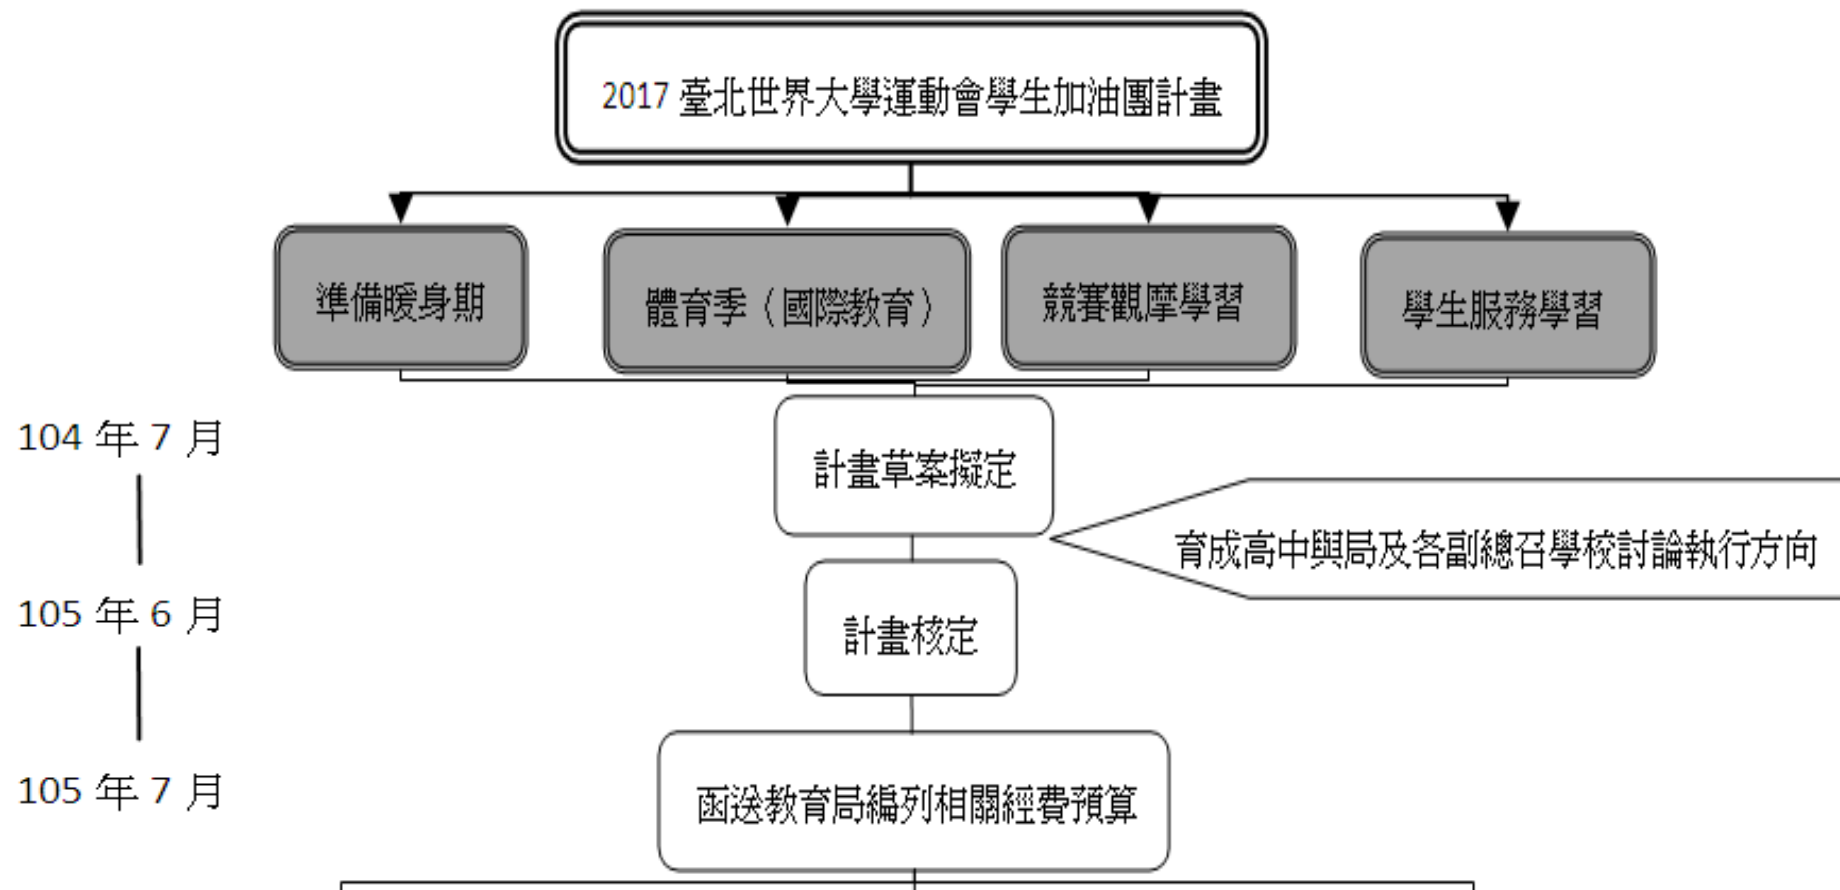 2017 臺北世界大學運動會學生加油團計畫
準備暖身期
體育季（國際教育）
競賽觀摩學習
學生服務學習
104 年 7 月
計畫草案擬定
育成高中與局及各副總召學校討論執行方向
105 年 6 月
計畫核定
105 年 7 月
函送教育局編列相關經費預算